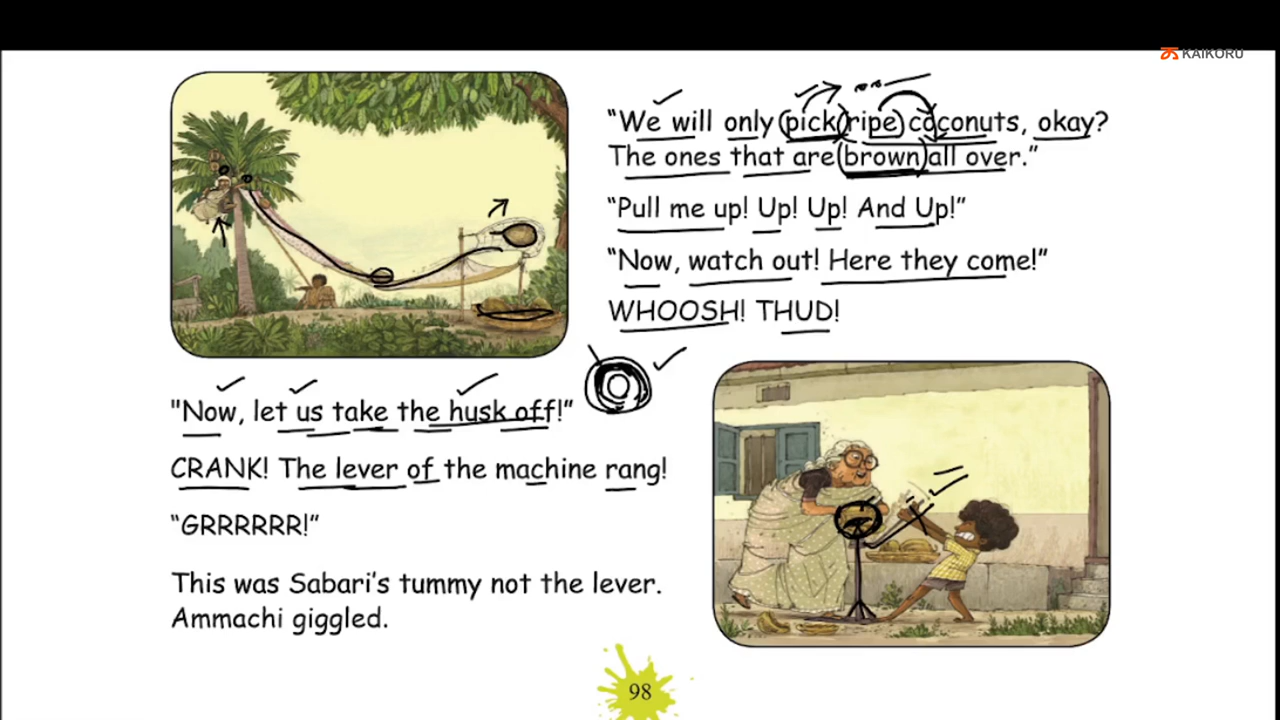 KAIKORU
“We will only pick ripe coconuts, okay?
The ones that are brown all over.”
“Pull me up! Up! Up! And Up!”
“Now, watch out! Here they come!”
WHOOSH! THUD!
"Now, let us take the husk off!”
CRANK! The lever of the machine rang!
“GRRRRRR!”
This was Sabari’s tummy not the lever.
Ammachi giggled.
98